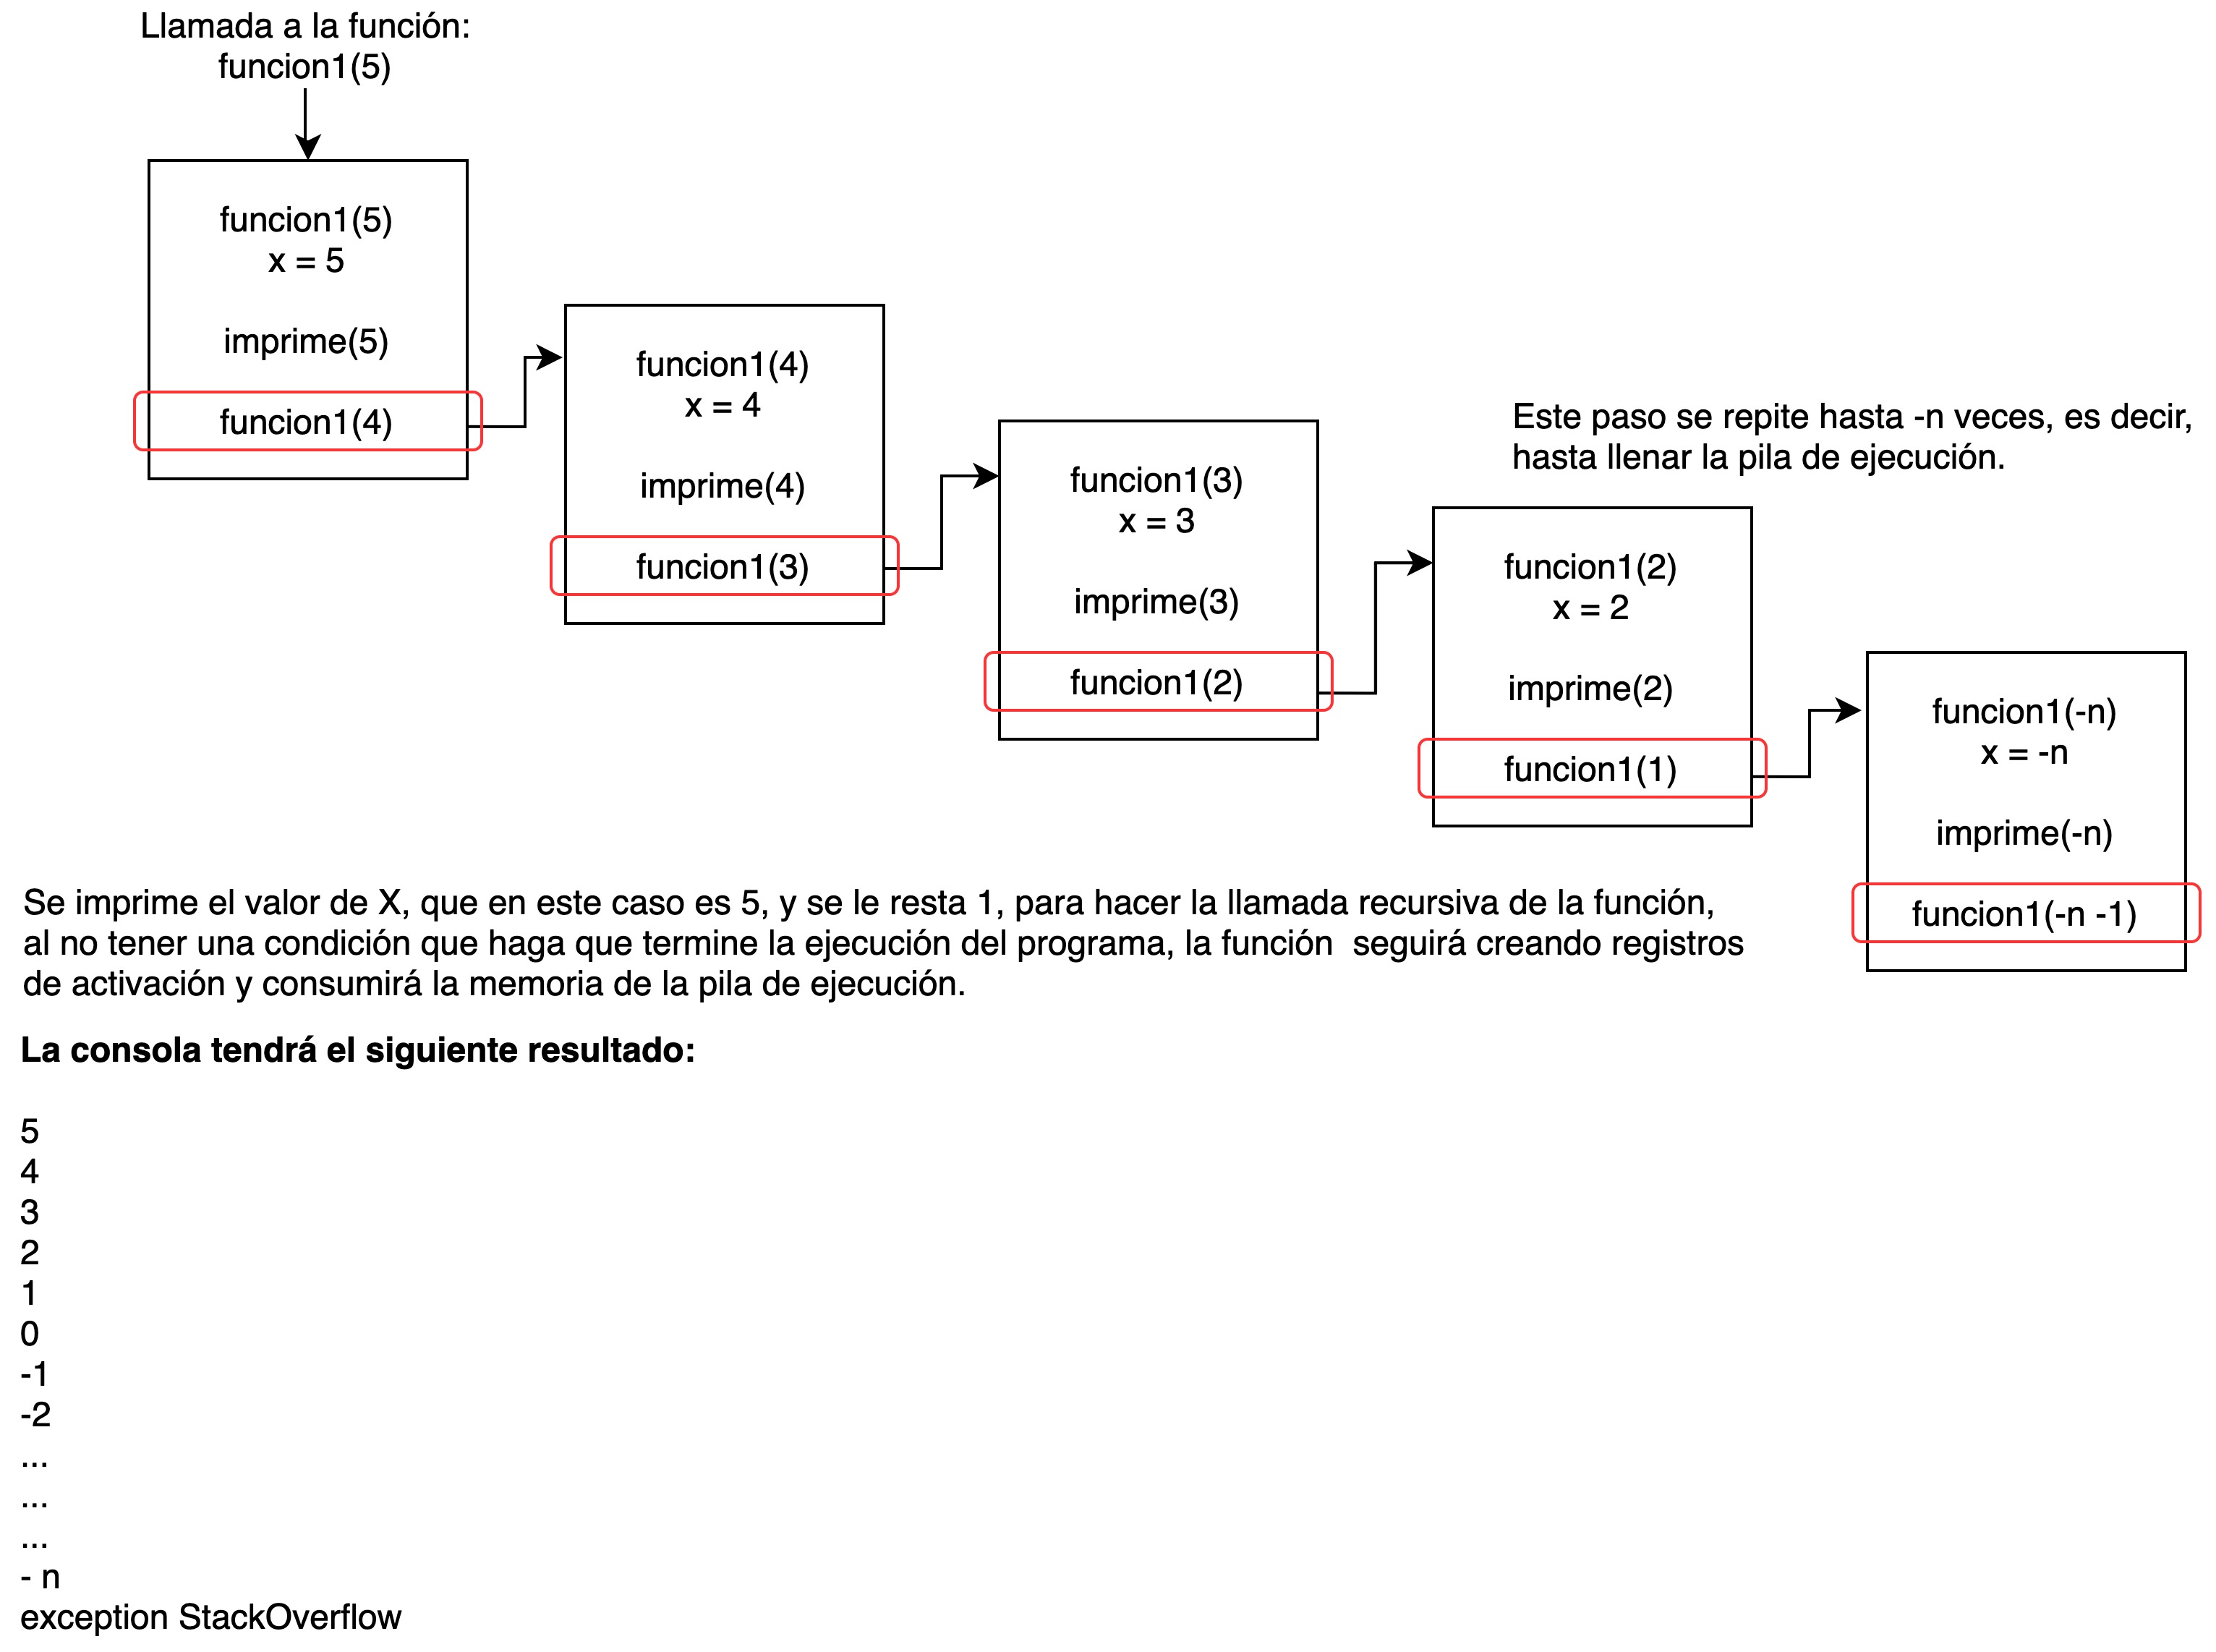 Llamada a la función:
funcion1(5)
funcion1(5)
x = 5
imprime(5)
funcion1(4)
funcion1(4)
x = 4
imprime(4)
funcion1(3)
funcion1(3)
x = 3
imprime(3)
funcion1(2)
Este paso se repite hasta -n veces, es decir,
hasta llenar la pila de ejecución.
funcion1(2)
x = 2
imprime(2)
funcion1(1)
funcion1(-n)
x = -n
imprime(-n)
funcion1(-n -1)
Se imprime el valor de X, que en este caso es 5, y se le resta 1, para hacer la llamada recursiva de la función,
al no tener una condición que haga que termine la ejecución del programa, la función  seguirá creando registros
de activación y consumirá la memoria de la pila de ejecución.
La consola tendrá el siguiente resultado:
5
4
3
2
1
0
-1
-2
...
...
...
- n
exception StackOverflow